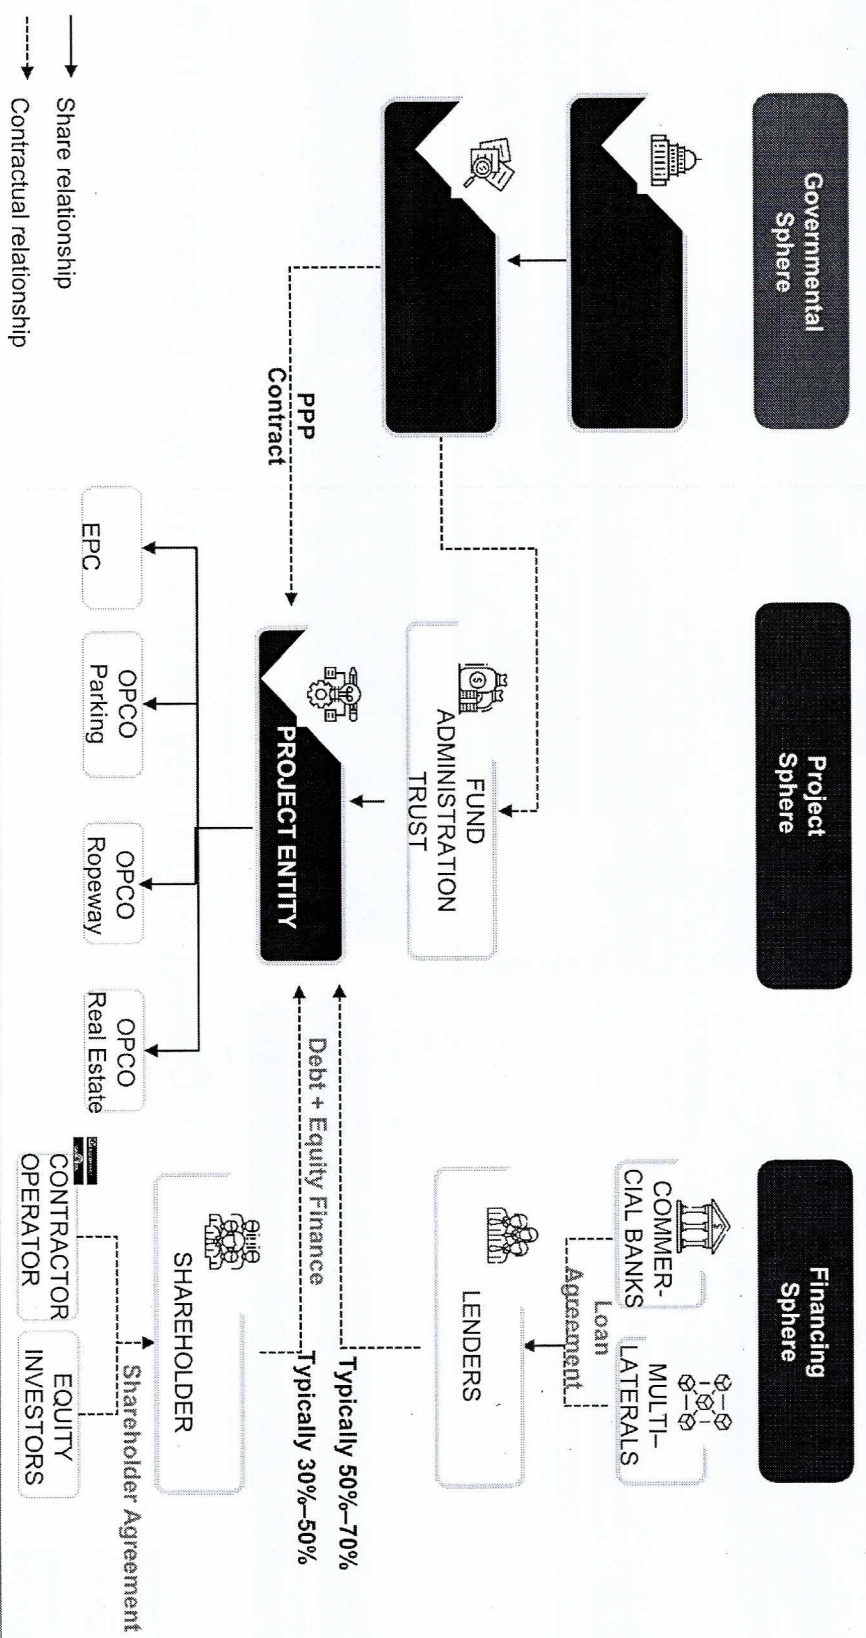 Governmental
Sphere
Project
Sphere
Financing
Sphere
PPP
Contract
FUND
ADMINISTRATION
TRUST
PROJECT ENTITY
EPC
OPCO
Parking
OPCO
Ropeway
OPCO
Real Estate
COMMER-
CIAL BANKS
MULTI–
LATERALS
Loan
Agreement
LENDERS
Typically 50%–70%
Debt + Equity Finance
Typically 30%–50%
SHAREHOLDER
Shareholder Agreement
CONTRACTOR
OPERATOR
EQUITY
INVESTORS
Share relationship
Contractual relationship